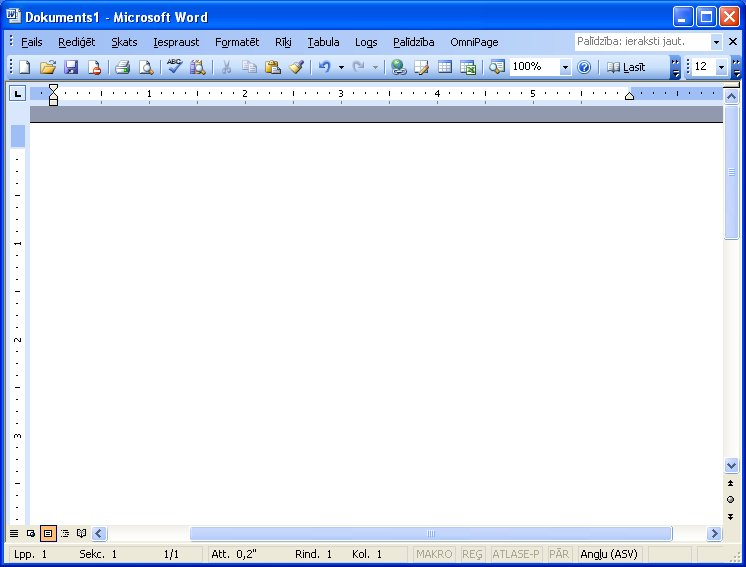 Dokuments1 - Microsoft Word
Fails Rediģēt Skats Iespraust Formatēt Rīki Tabula Logs Palīdzība OmniPage Palīdzība: ieraksti jaut.
ABC 100% Lasīt 12
1 2 3 4 5
1
2
3
Lpp. 1 Sekc. 1 1/1 Att. 0,2" Rind. 1 Kol. 1 MAKRO REĢ ATLASE-P PĀR Angļu (ASV)